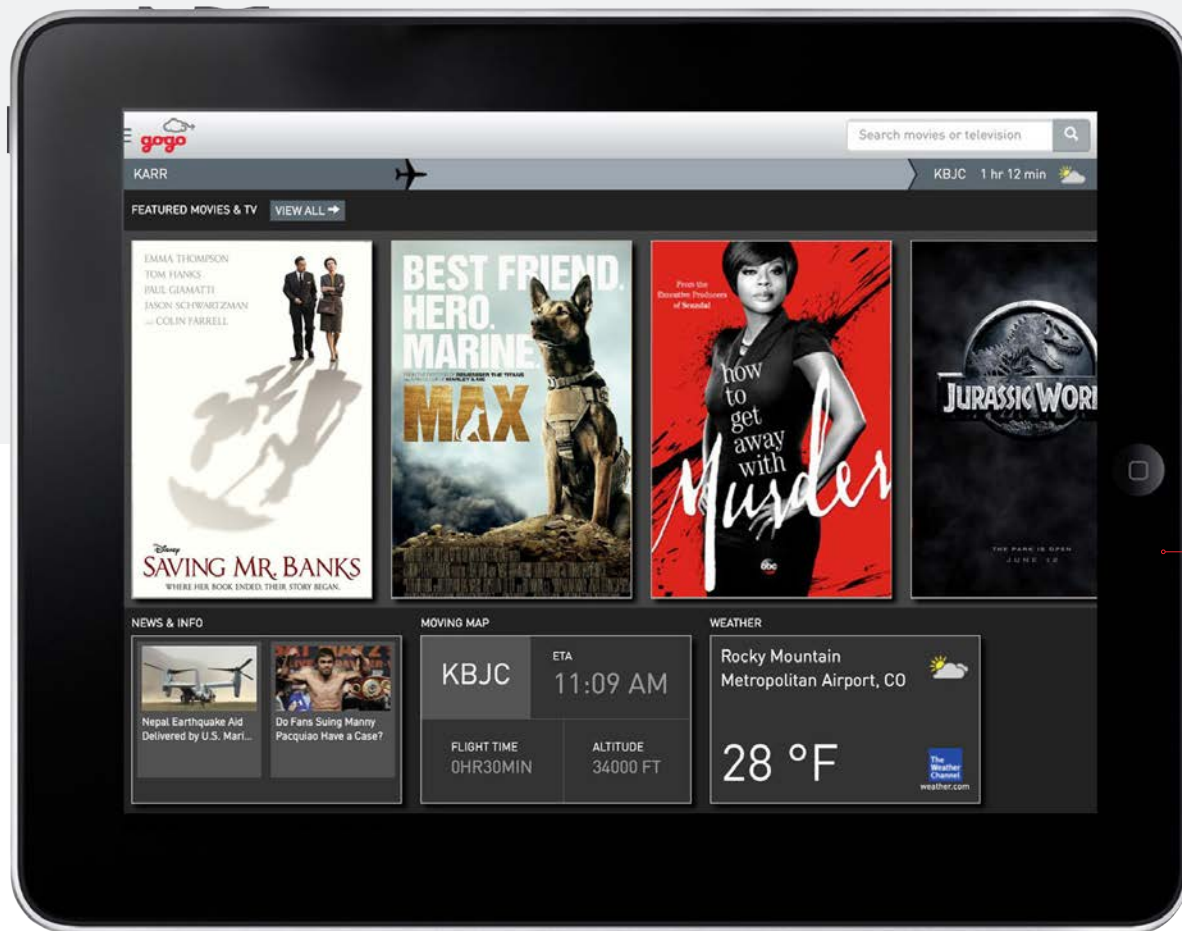 gogo
Search movies or television
KARR
KBJC 1 hr 12 min
FEATURED MOVIES & TV
VIEW ALL
EMMA THOMPSON
TOM HANKS
PAUL GIAMATTI
JASON SCHWARTZMAN
AND COLIN FARRELL
Disney
SAVING MR. BANKS
WHERE HER BOOK ENDED, THEIR STORY BEGAN.
BEST FRIEND.
HERO.
MARINE.
MAX
From the
Executive Producers
of Scandal
how
to
get
away
with
Murder
abc
JURASSIC WORL
THE PARK IS OPEN
JUNE 12
NEWS & INFO
Nepal Earthquake Aid
Delivered by U.S. Mari...
Do Fans Suing Manny
Pacquiao Have a Case?
MOVING MAP
KBJC
ETA
11:09 AM
FLIGHT TIME
0HR30MIN
ALTITUDE
34000 FT
WEATHER
Rocky Mountain
Metropolitan Airport, CO
28 °F
The
Weather
Channel
weather.com